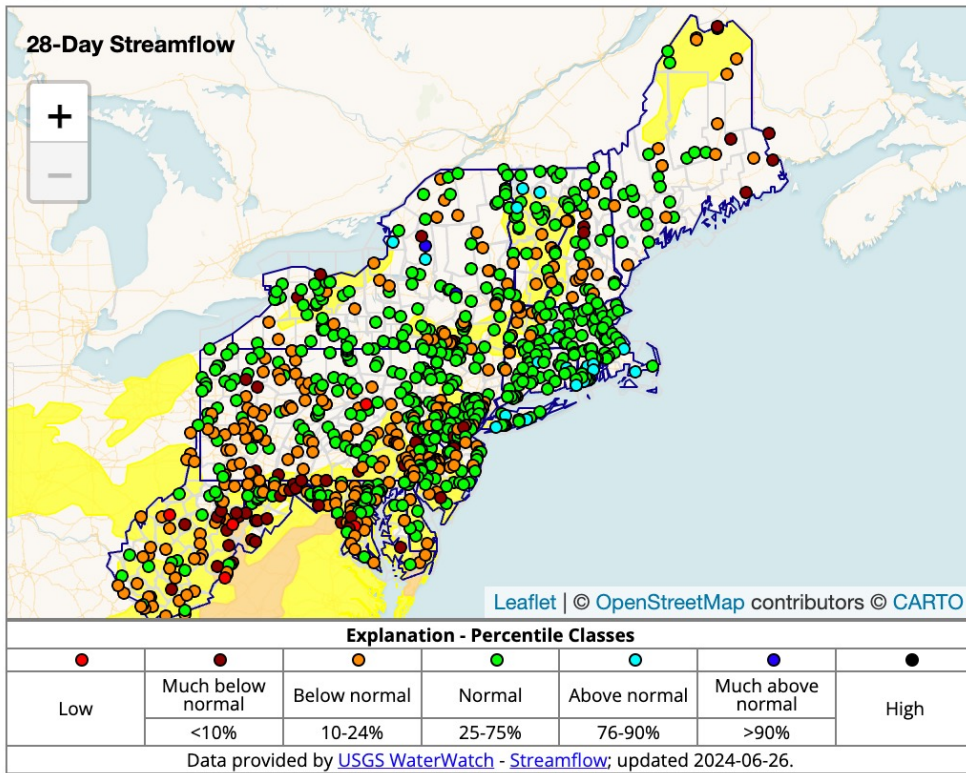 28-Day Streamflow
+
−
Leaflet | © OpenStreetMap contributors © CARTO
Explanation - Percentile Classes
Low
Much below normal
<10%
Below normal
10-24%
Normal
25-75%
Above normal
76-90%
Much above normal
>90%
High
Data provided by USGS WaterWatch - Streamflow; updated 2024-06-26.